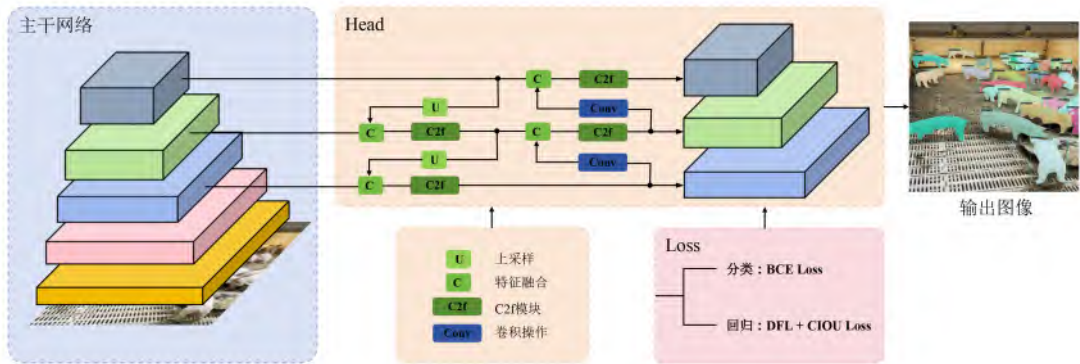 主干网络
Head
C
C2f
U
Conv
C
C2f
C
C2f
U
Conv
C
C2f
输出图像
U 上采样
C 特征融合
C2f C2f模块
Conv 卷积操作
Loss
分类：BCE Loss
回归：DFL + CIOU Loss